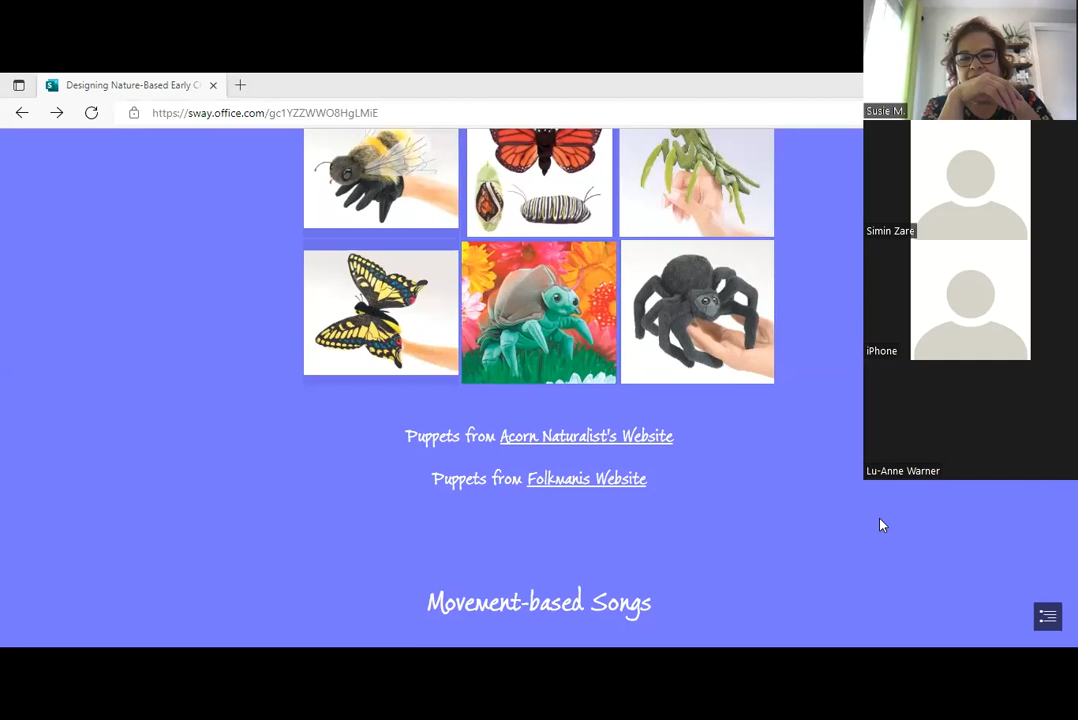 Designing Nature-Based Early C
https://sway.office.com/gc1YZZWWO8HgLMiE
Susie M.
Simin Zare
iPhone
Lu-Anne Warner
Puppets from Acorn Naturalist's Website
Puppets from Folkmanis Website
Movement-based Songs